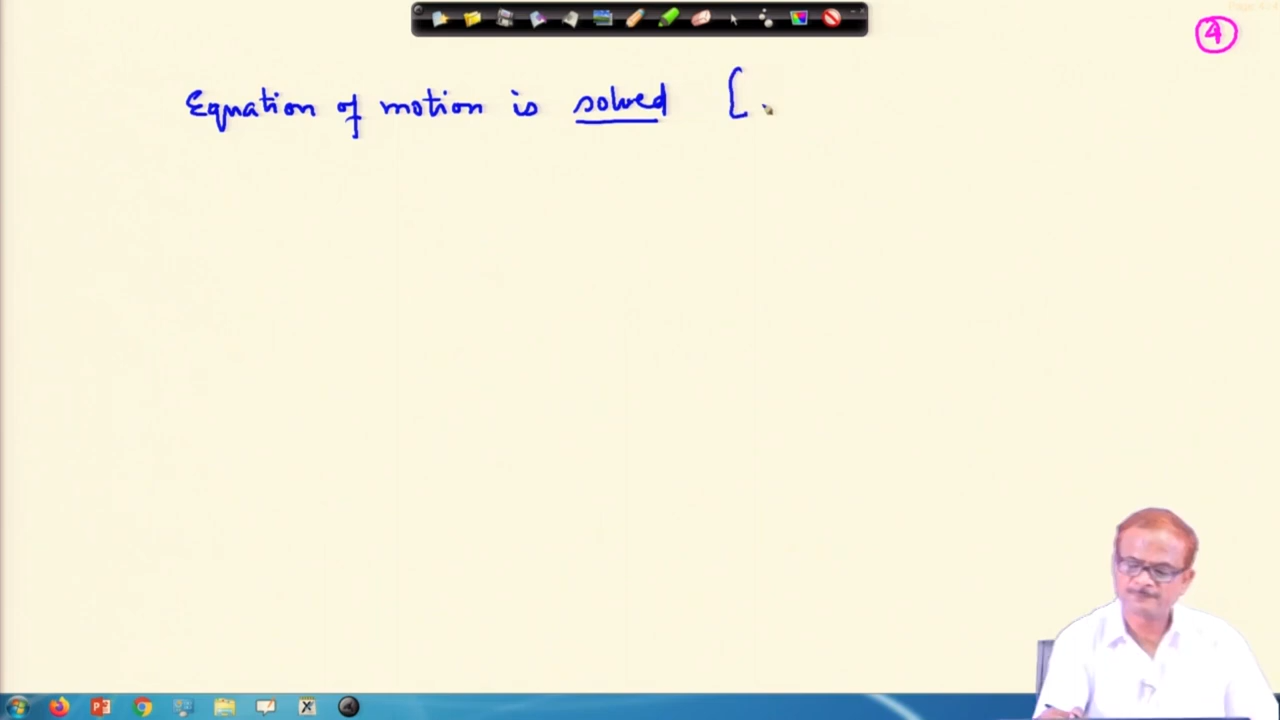 ④
Equation of motion is solved [